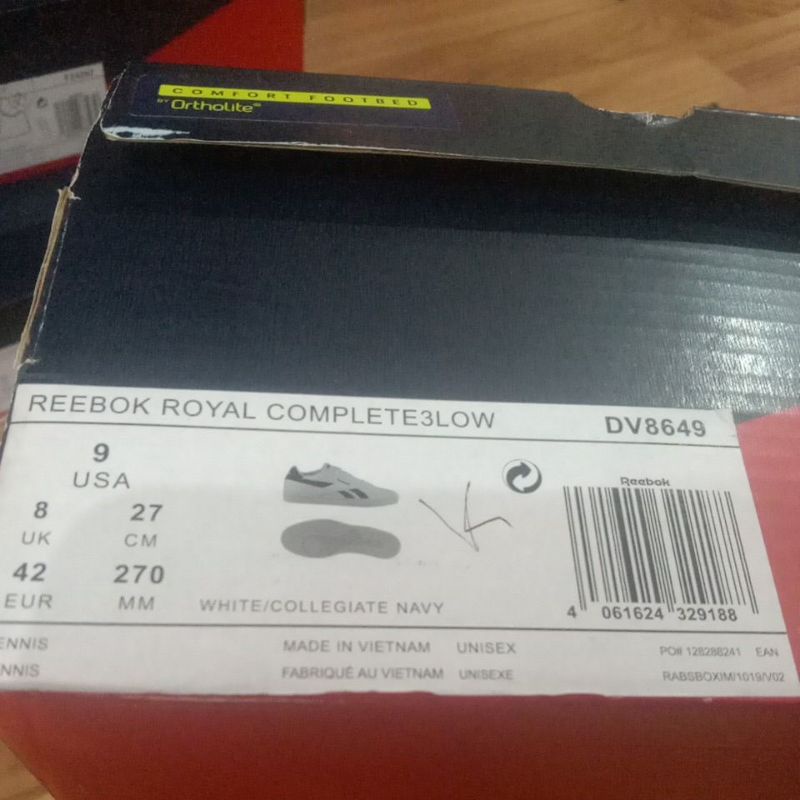 COMFORT FOOTBED
BY Ortholite
REEBOK ROYAL COMPLETE3LOW
DV8649
9
USA
8
UK
27
CM
42
EUR
270
MM
WHITE/COLLEGIATE NAVY
Reebok
4 061624 329188
MADE IN VIETNAM UNISEX
FABRIQUÉ AU VIETNAM UNISEXE
PO# 128288241 EAN
RABSBOXIM/1019/V02